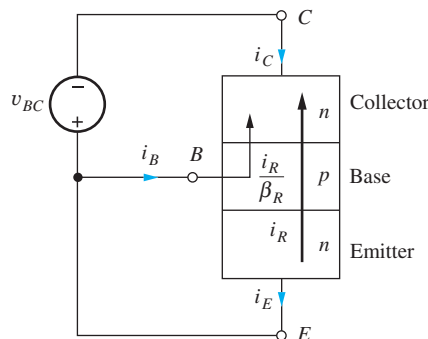 C
i_C
−
v_BC
+
n
Collector
i_B
B
i_R
β_R
p
Base
i_R
n
Emitter
i_E
E